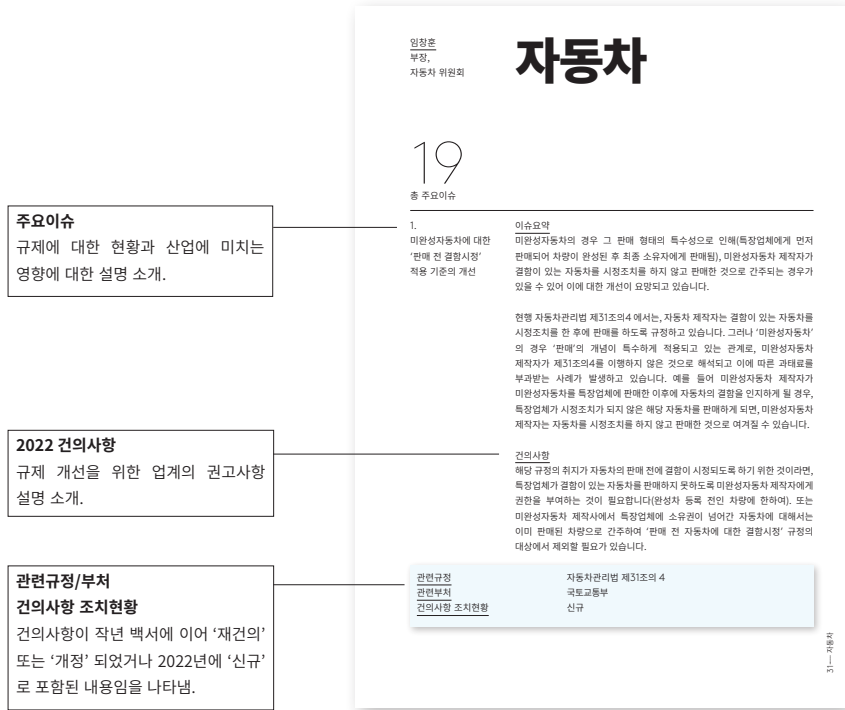 주요이슈
규제에 대한 현황과 산업에 미치는
영향에 대한 설명 소개.
2022 건의사항
규제 개선을 위한 업계의 권고사항
설명 소개.
관련규정/부처
건의사항 조치현황
건의사항이 작년 백서에 이어 ‘재건의’
또는 ‘개정’ 되었거나 2022년에 ‘신규’
로 포함된 내용임을 나타냄.
임창훈
부장,
자동차 위원회
자동차
19
총 주요이슈
1.
미완성자동차에 대한
‘판매 전 결함시정’
적용 기준의 개선
이슈요약
미완성자동차의 경우 그 판매 형태의 특수성으로 인해(특장업체에게 먼저
판매되어 차량이 완성된 후 최종 소유자에게 판매됨), 미완성자동차 제작자가
결함이 있는 자동차를 시정조치를 하지 않고 판매한 것으로 간주되는 경우가
있을 수 있어 이에 대한 개선이 요망되고 있습니다.
현행 자동차관리법 제31조의4 에서는, 자동차 제작자는 결함이 있는 자동차를
시정조치를 한 후에 판매를 하도록 규정하고 있습니다. 그러나 ‘미완성자동차’
의 경우 ‘판매’의 개념이 특수하게 적용되고 있는 관계로, 미완성자동차
제작자가 제31조의4를 이행하지 않은 것으로 해석되고 이에 따른 과태료를
부과받는 사례가 발생하고 있습니다. 예를 들어 미완성자동차 제작자가
미완성자동차를 특장업체에 판매한 이후에 자동차의 결함을 인지하게 될 경우,
특장업체가 시정조치가 되지 않은 해당 자동차를 판매하게 되면, 미완성자동차
제작자는 자동차를 시정조치를 하지 않고 판매한 것으로 여겨질 수 있습니다.
건의사항
해당 규정의 취지가 자동차의 판매 전에 결함이 시정되도록 하기 위한 것이라면,
특장업체가 결함이 있는 자동차를 판매하지 못하도록 미완성자동차 제작자에게
권한을 부여하는 것이 필요합니다(완성차 등록 전인 차량에 한하여). 또는
미완성자동차 제작사에서 특장업체에 소유권이 넘어간 자동차에 대해서는
이미 판매된 차량으로 간주하여 ‘판매 전 자동차에 대한 결함시정’ 규정의
대상에서 제외할 필요가 있습니다.
관련규정 자동차관리법 제31조의 4
관련부처 국토교통부
건의사항 조치현황 신규
31— 자동차